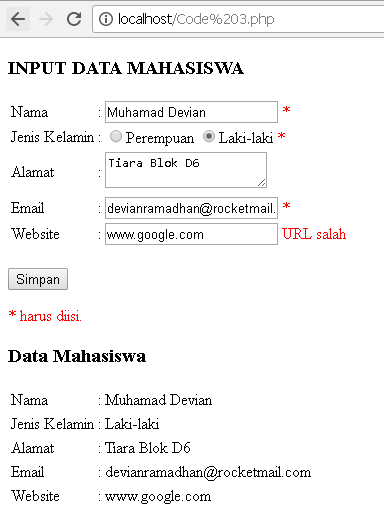 localhost/Code%203.php
INPUT DATA MAHASISWA
Nama : Muhamad Devian *
Jenis Kelamin : Perempuan Laki-laki *
Alamat : Tiara Blok D6
Email : devianramadhan@rocketmail. *
Website : www.google.com URL salah
Simpan
* harus diisi.
Data Mahasiswa
Nama : Muhamad Devian
Jenis Kelamin : Laki-laki
Alamat : Tiara Blok D6
Email : devianramadhan@rocketmail.com
Website : www.google.com